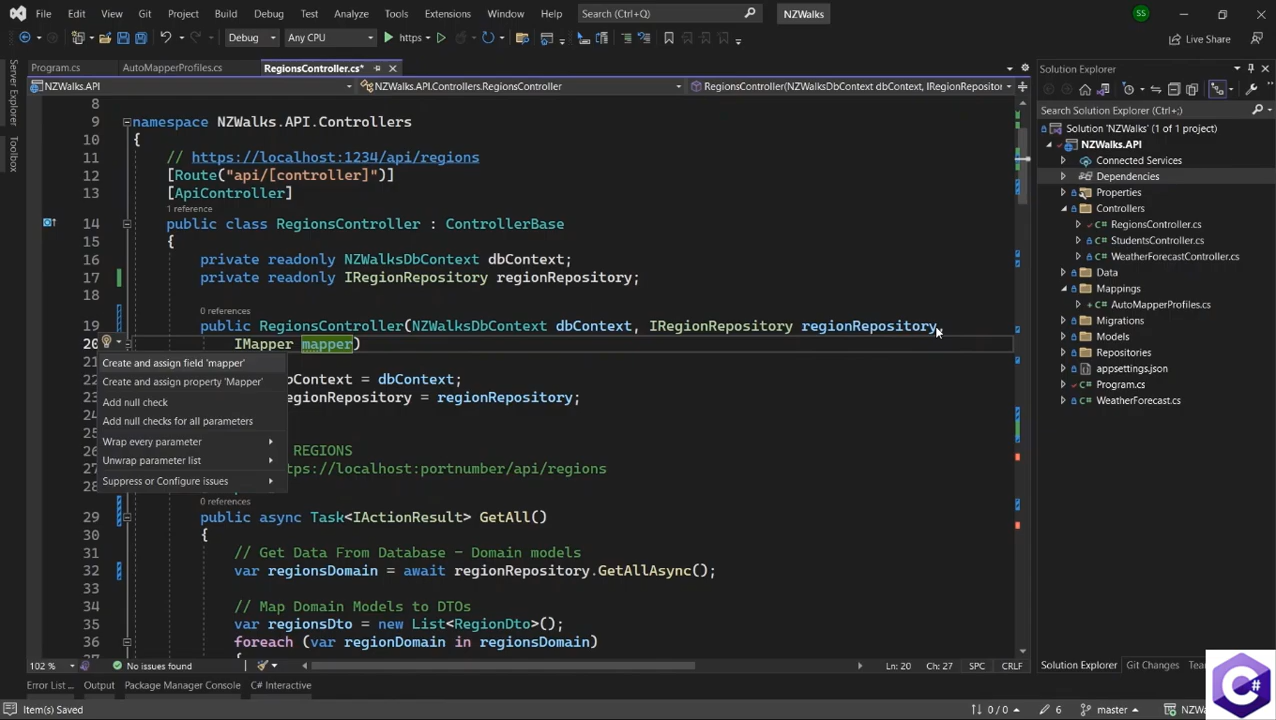 File Edit View Git Project Build Debug Test Analyze Tools Extensions Window Help Search (Ctrl+Q) NZWalks SS
Debug Any CPU https Live Share
Program.cs AutoMapperProfiles.cs RegionsController.cs*
NZWalks.API NZWalks.API.Controllers.RegionsController RegionsController(NZWalksDbContext dbContext, IRegionRepositor
Server Explorer
Toolbox
8
9 namespace NZWalks.API.Controllers
10 {
11 // https://localhost:1234/api/regions
12 [Route("api/[controller]")]
13 [ApiController]
1 reference
14 public class RegionsController : ControllerBase
15 {
16 private readonly NZWalksDbContext dbContext;
17 private readonly IRegionRepository regionRepository;
18
0 references
19 public RegionsController(NZWalksDbContext dbContext, IRegionRepository regionRepository,
20 IMapper mapper)
Create and assign field 'mapper'
Create and assign property 'Mapper'
Add null check
Add null checks for all parameters
Wrap every parameter
Unwrap parameter list
Suppress or Configure issues
bContext = dbContext;
egionRepository = regionRepository;
REGIONS
ttps://localhost:portnumber/api/regions
0 references
29 public async Task<IActionResult> GetAll()
30 {
31 // Get Data From Database - Domain models
32 var regionsDomain = await regionRepository.GetAllAsync();
33
34 // Map Domain Models to DTOs
35 var regionsDto = new List<RegionDto>();
36 foreach (var regionDomain in regionsDomain)
102 % No issues found Ln: 20 Ch: 27 SPC CRLF
Error List ... Output Package Manager Console C# Interactive
Item(s) Saved 0 / 0 6 master NZW
Solution Explorer
Search Solution Explorer (Ctrl+;)
Solution 'NZWalks' (1 of 1 project)
NZWalks.API
Connected Services
Dependencies
Properties
Controllers
C# RegionsController.cs
C# StudentsController.cs
C# WeatherForecastController.cs
Data
Mappings
C# AutoMapperProfiles.cs
Migrations
Models
Repositories
appsettings.json
C# Program.cs
C# WeatherForecast.cs
Solution Explorer Git Changes
C#